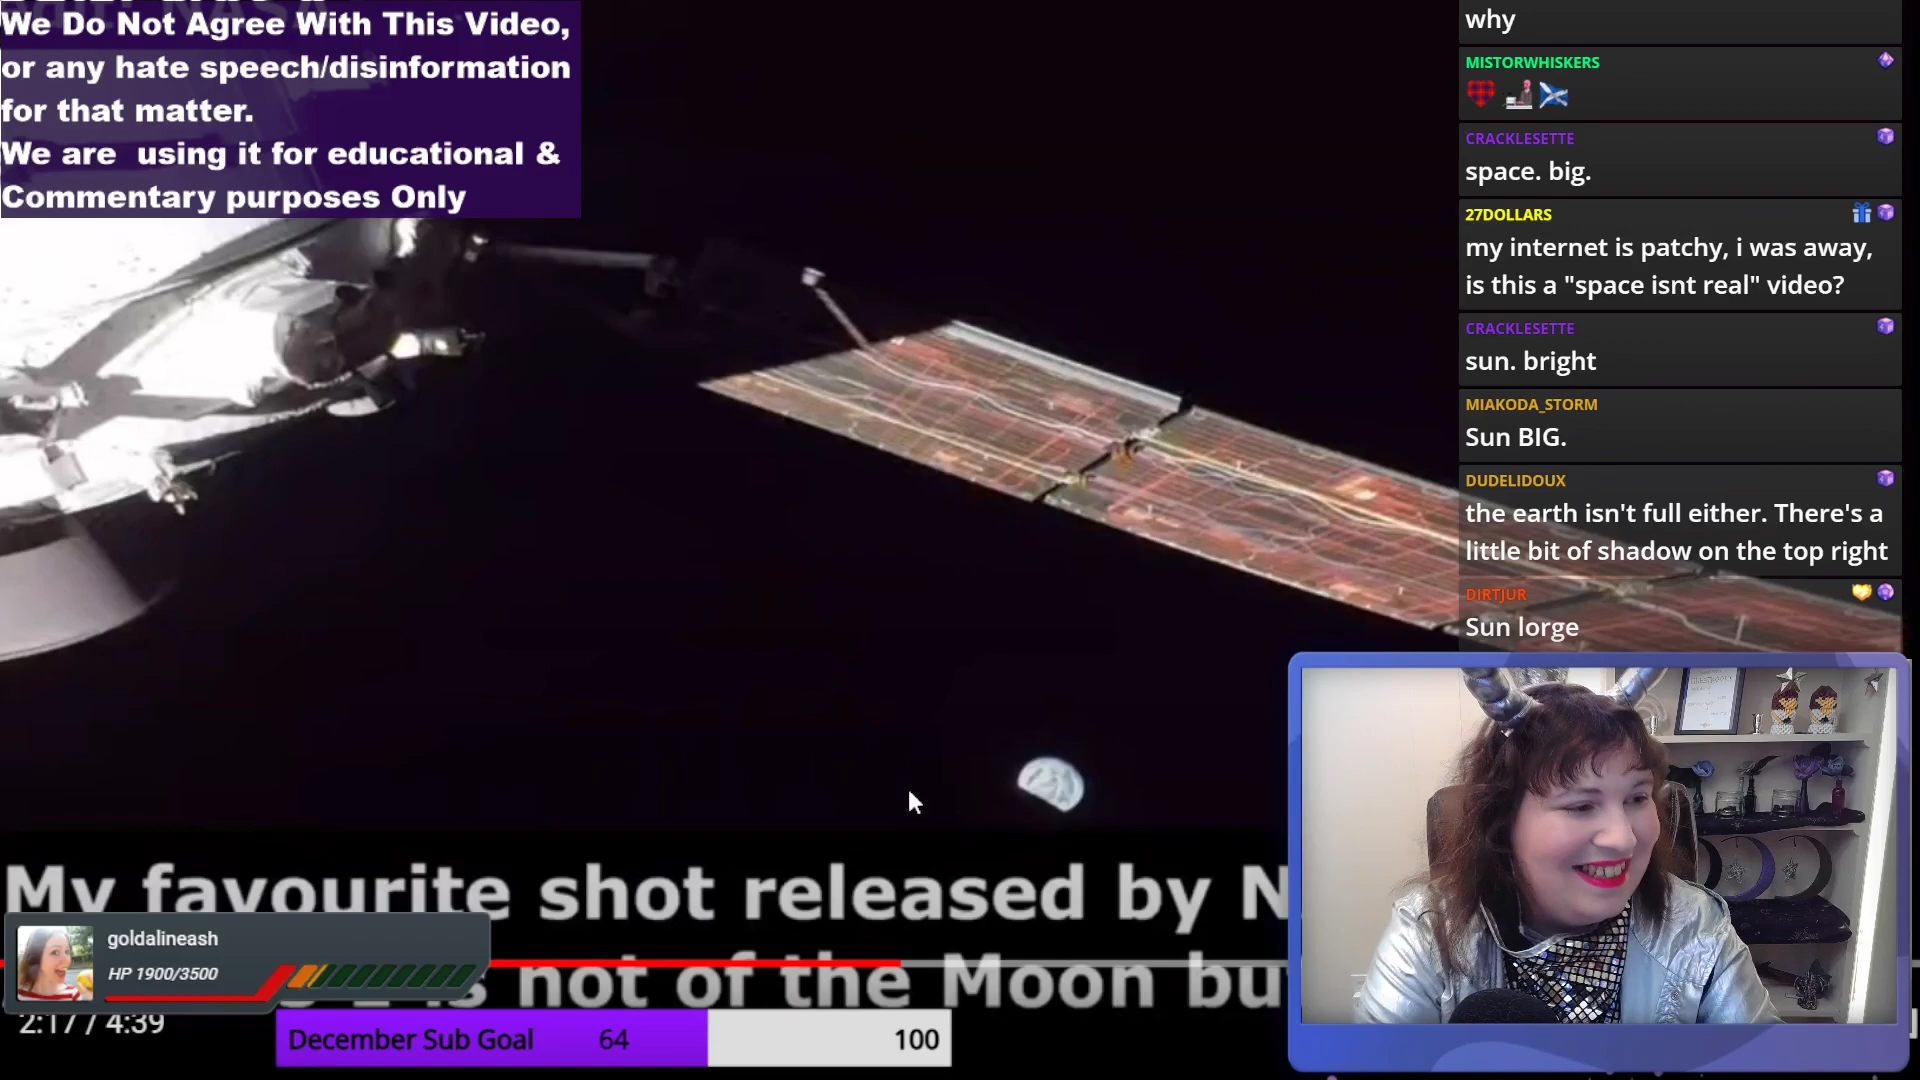 We Do Not Agree With This Video,
or any hate speech/disinformation
for that matter.
We are using it for educational &
Commentary purposes Only
why
MISTORWHISKERS
CRACKLESETTE
space. big.
27DOLLARS
my internet is patchy, i was away,
is this a "space isnt real" video?
CRACKLESETTE
sun. bright
MIAKODA_STORM
Sun BIG.
DUDELIDOUX
the earth isn't full either. There's a
little bit of shadow on the top right
DIRTJUR
Sun lorge
My favourite shot released by
is not of the Moon
goldalineash
HP 1900/3500
2:17 / 4:39
December Sub Goal 64 100